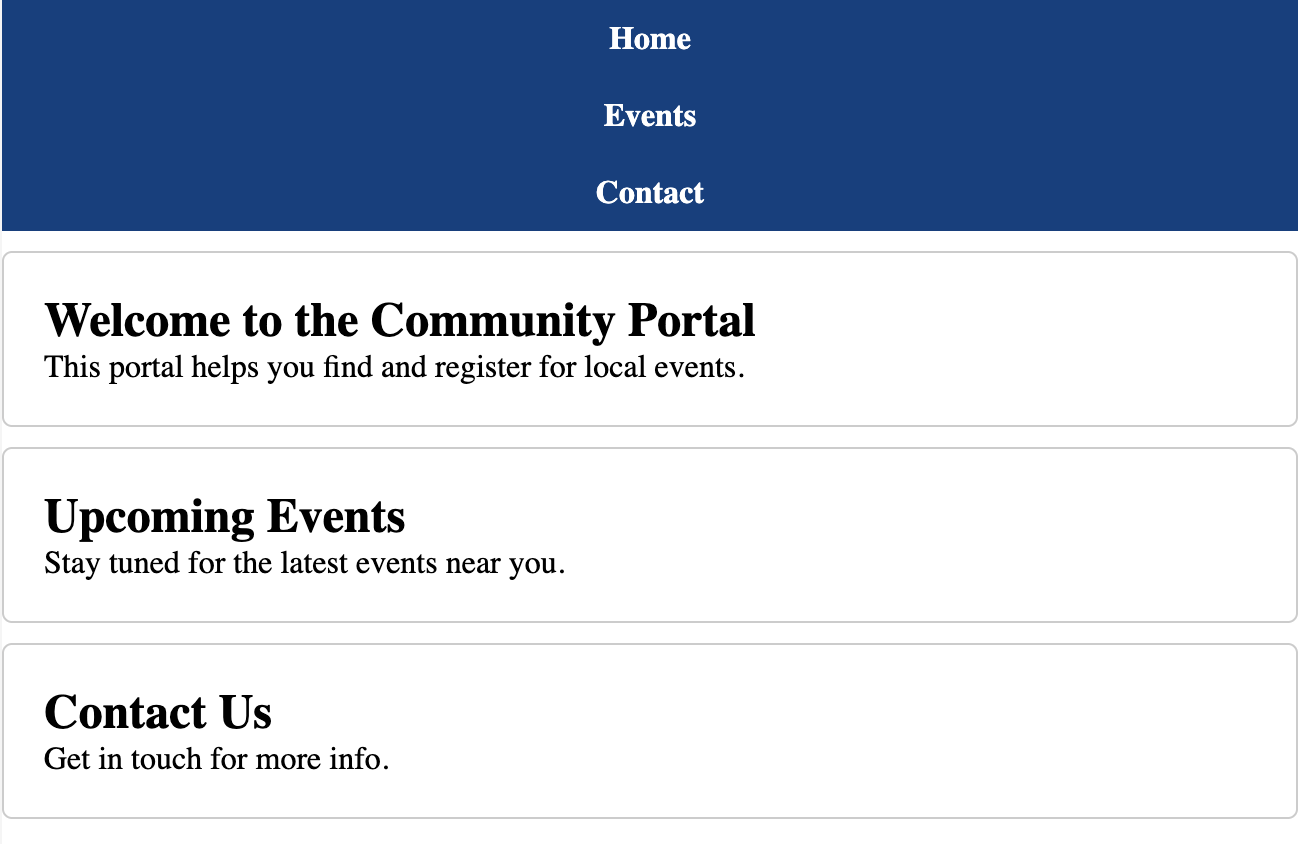 Home
Events
Contact
Welcome to the Community Portal
This portal helps you find and register for local events.
Upcoming Events
Stay tuned for the latest events near you.
Contact Us
Get in touch for more info.